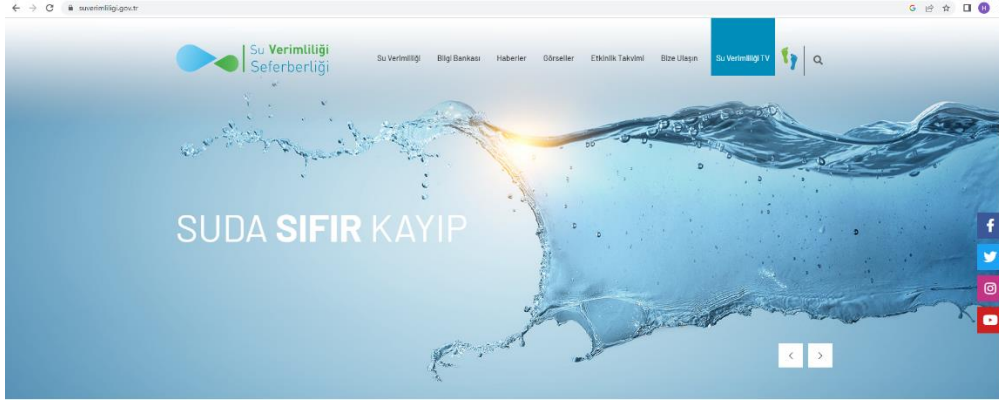 suverimliligi.gov.tr
Su Verimliliği
Seferberliği
Su Verimliliği Bilgi Bankası Haberler Görseller Etkinlik Takvimi Bize Ulaşın Su Verimliliği TV
SUDA SIFIR KAYIP